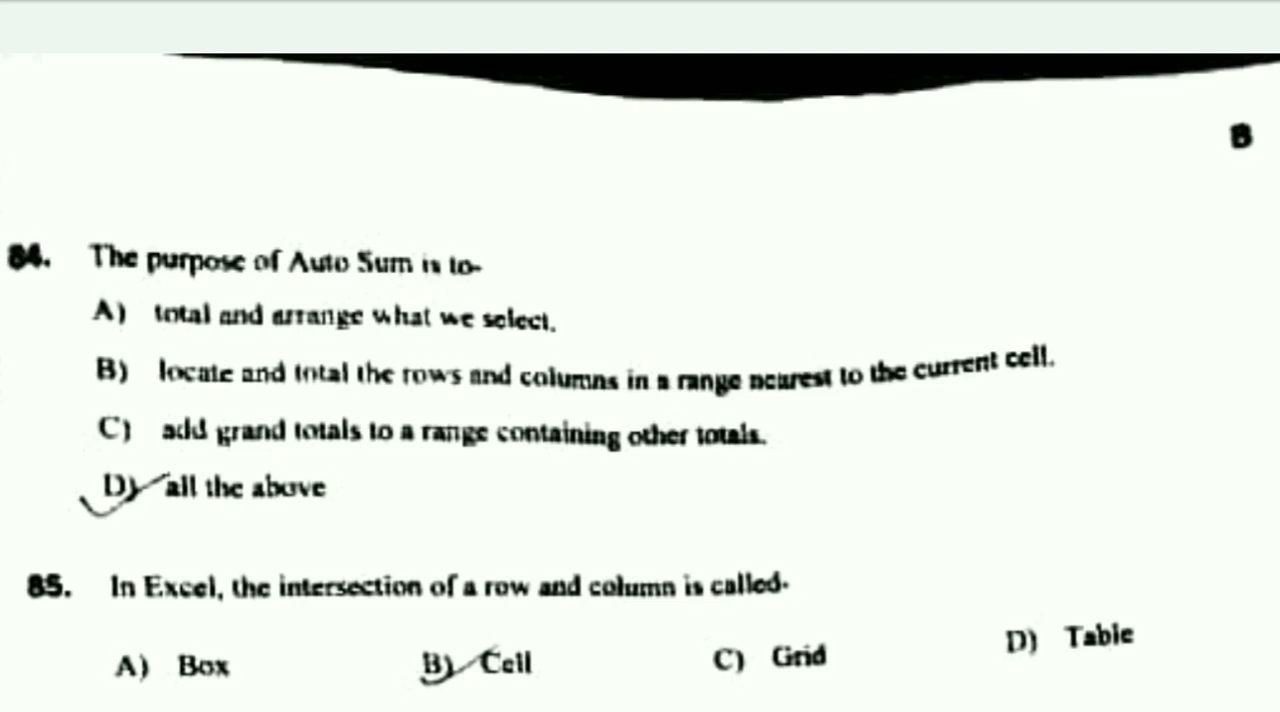 B
84. The purpose of Auto Sum is to-
A) total and arrange what we select.
B) locate and total the rows and columns in a range nearest to the current cell.
C) add grand totals to a range containing other totals.
D) all the above
85. In Excel, the intersection of a row and column is called-
A) Box B) Cell C) Grid D) Table